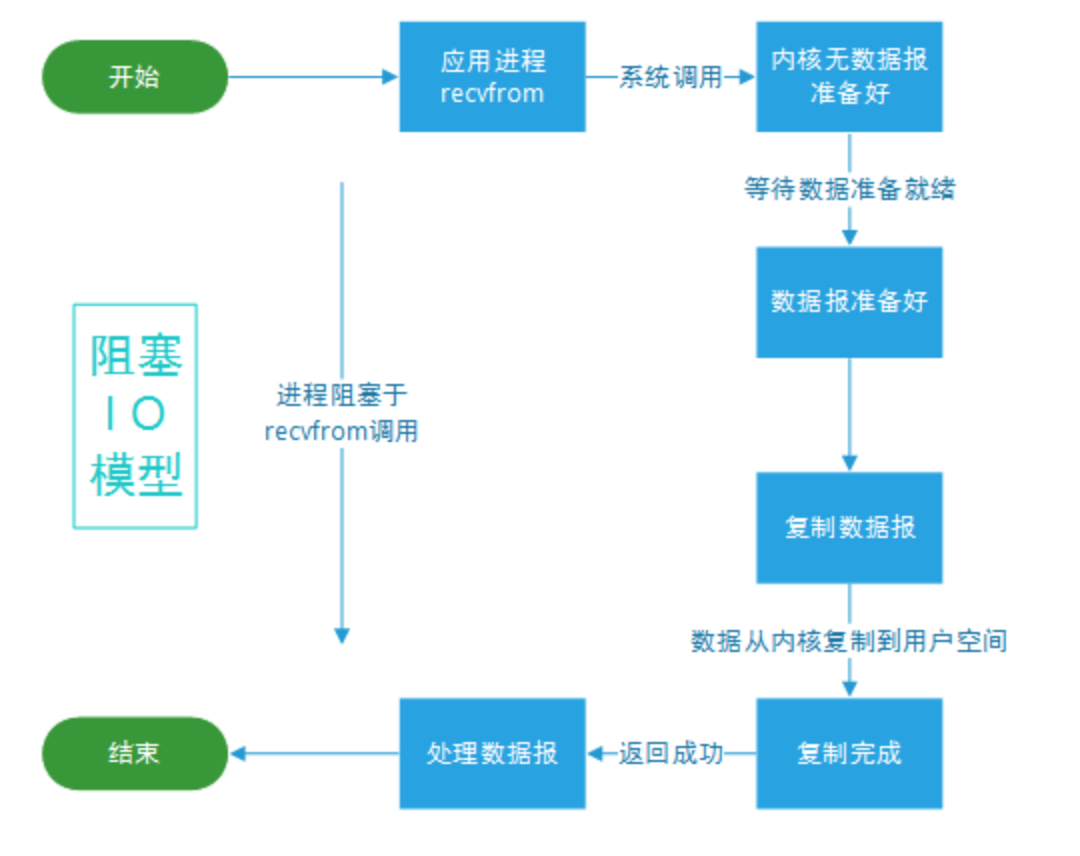 开始
应用进程
recvfrom
系统调用
内核无数据报
准备好
等待数据准备就绪
数据报准备好
阻塞
IO
模型
进程阻塞于
recvfrom调用
复制数据报
数据从内核复制到用户空间
结束
处理数据报
返回成功
复制完成